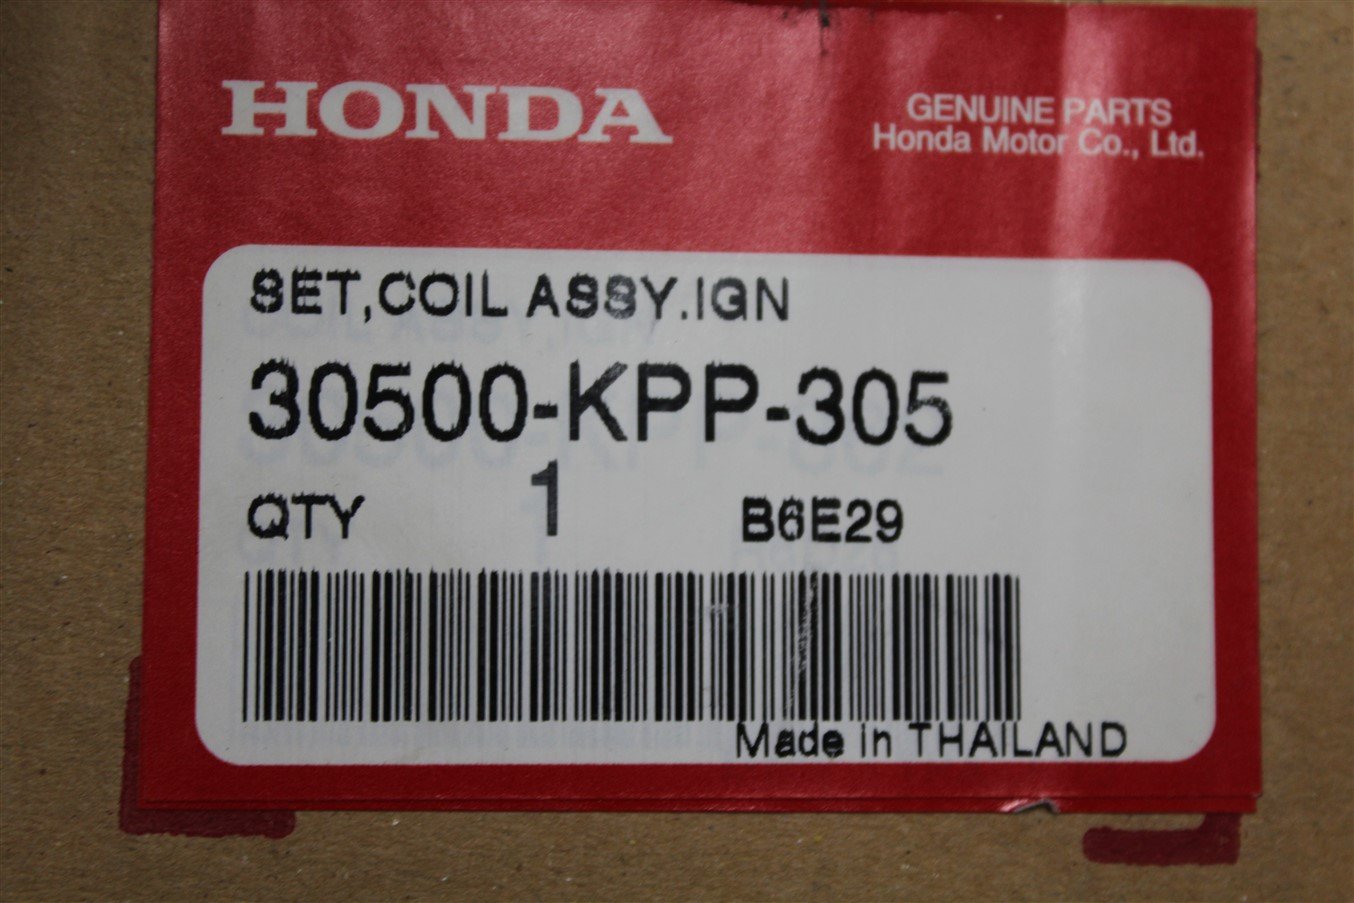 HONDA
GENUINE PARTS
Honda Motor Co., Ltd.
SET,COIL ASSY.IGN
30500-KPP-305
QTY 1 B6E29
Made in THAILAND